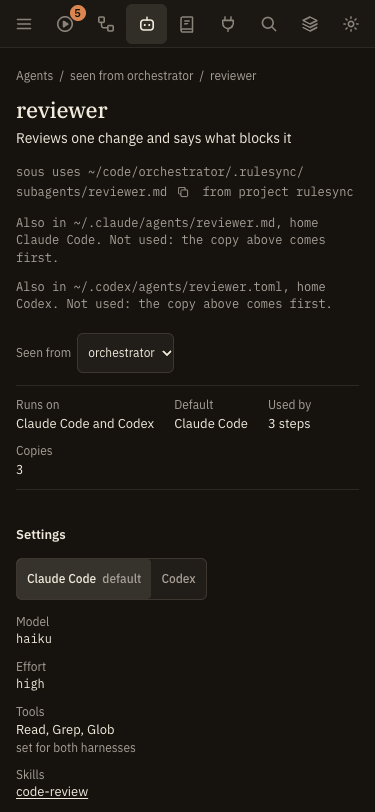 5
Agents / seen from orchestrator / reviewer
reviewer
Reviews one change and says what blocks it
sous uses ~/code/orchestrator/.rulesync/
subagents/reviewer.md from project rulesync
Also in ~/.claude/agents/reviewer.md, home
Claude Code. Not used: the copy above comes
first.
Also in ~/.codex/agents/reviewer.toml, home
Codex. Not used: the copy above comes first.
Seen from orchestrator
Runs on Default Used by
Claude Code and Codex Claude Code 3 steps
Copies
3
Settings
Claude Code default Codex
Model
haiku
Effort
high
Tools
Read, Grep, Glob
set for both harnesses
Skills
code-review